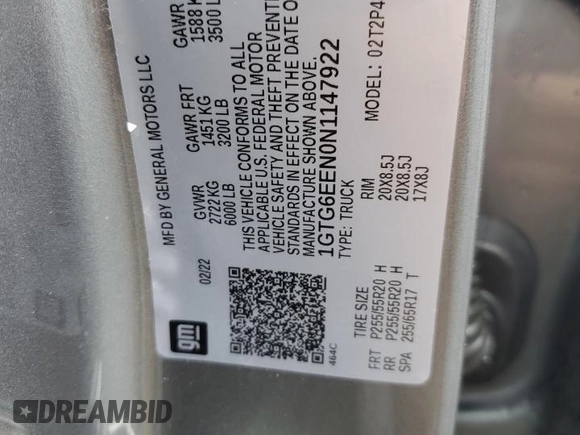 MFD BY GENERAL MOTORS LLC
02/22
GVWR GAWR FRT GAWR
2722 KG 1451 KG 1588
6000 LB 3200 LB 3500
THIS VEHICLE CONFORMS TO ALL
APPLICABLE U.S. FEDERAL MOTOR
VEHICLE SAFETY AND THEFT
STANDARDS IN EFFECT ON THE DATE
MANUFACTURE SHOWN ABOVE.
1GTG6EEN0N1147922
TYPE: TRUCK MODEL: 02T2P4
TIRE SIZE RIM
FRT P255/55R20 H 20X8.5J
RR P255/55R20 H 20X8.5J
SPA 255/65R17 T 17X8J
gm
464C
DREAMBID